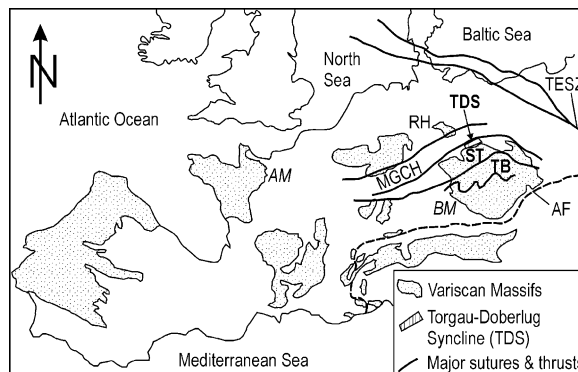 Baltic Sea
North
Sea
TESZ
N
TDS
Atlantic Ocean
RH
ST
MGCH
TB
AM
BM
AF
Variscan Massifs
Torgau-Doberlug
Syncline (TDS)
Major sutures & thrusts
Mediterranean Sea